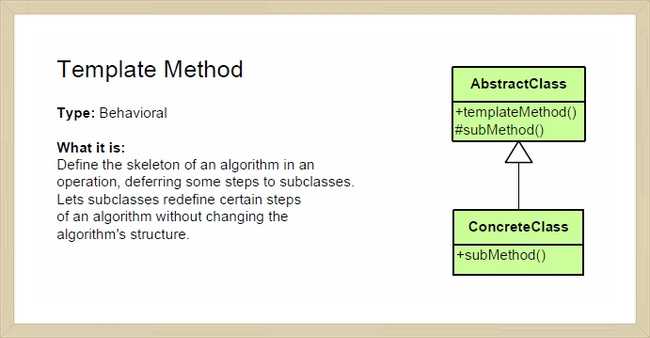 Template Method
Type: Behavioral
What it is:
Define the skeleton of an algorithm in an
operation, deferring some steps to subclasses.
Lets subclasses redefine certain steps
of an algorithm without changing the
algorithm's structure.
AbstractClass
+templateMethod()
#subMethod()
ConcreteClass
+subMethod()